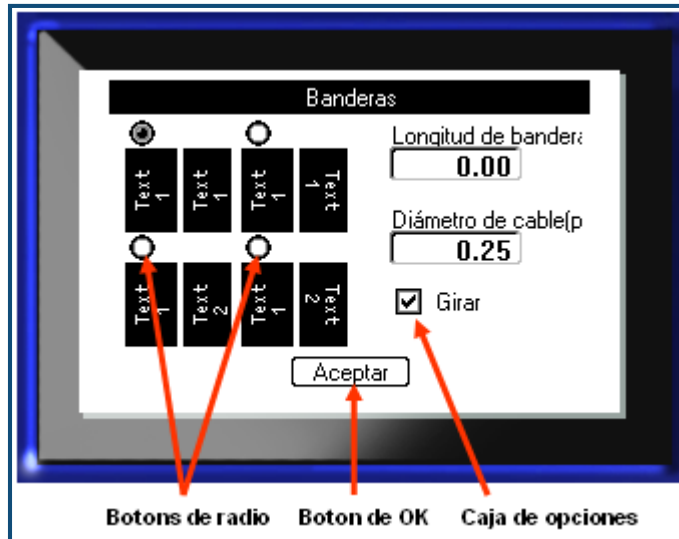 Banderas
Longitud de bandera
0.00
Text 1 Text 1 Text 1 Text 1
Diámetro de cable(p
0.25
Text 1 Text 2 Text 1 Text 2
Girar
Aceptar
Botons de radio Boton de OK Caja de opciones